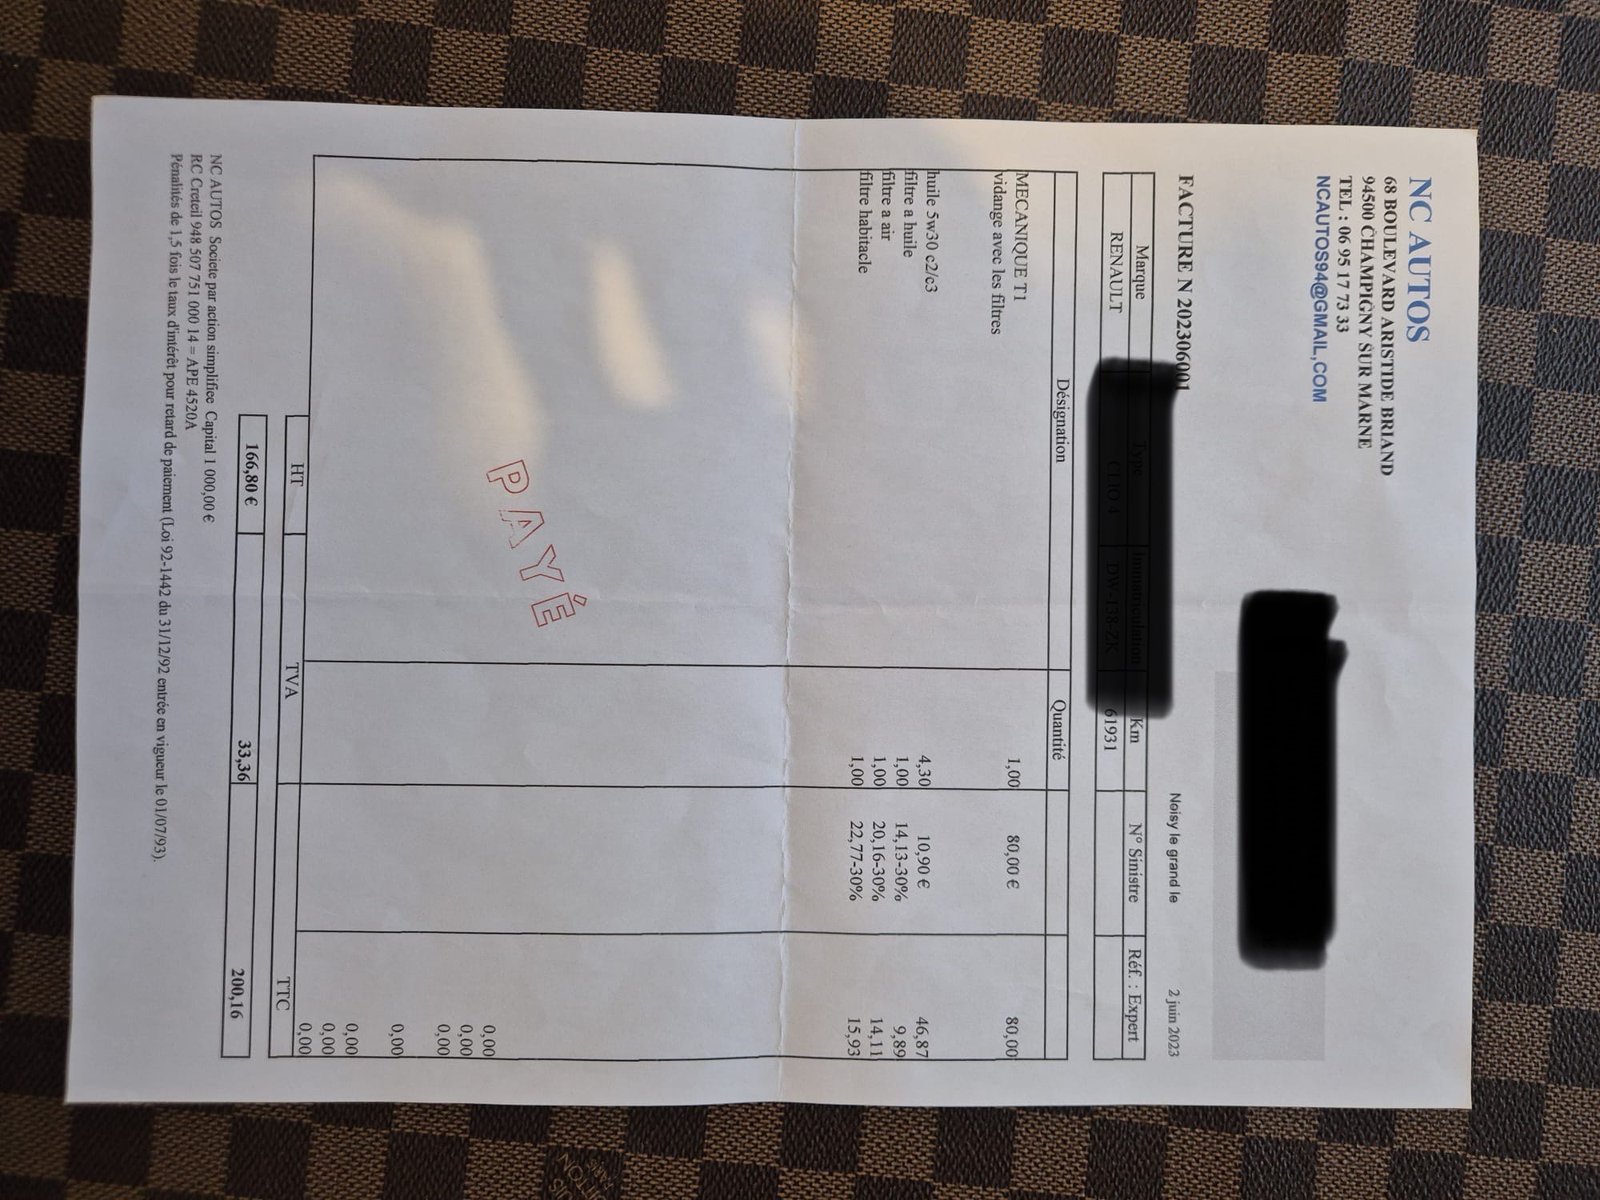 NC AUTOS
68 BOULEVARD ARISTIDE BRIAND
94500 CHAMPIGNY SUR MARNE
TEL : 06 95 17 73 33
NCAUTOS94@GMAIL,COM
FACTURE N 202306001
Noisy le grand le 2 juin 2023
Marque Type Immatriculation Km N° Sinistre Réf. : Expert
RENAULT CLIO 4 61931
Désignation Quantité
MECANIQUE T1
vidange avec les filtres 1,00 80,00 € 80,00
huile 5w30 c2/c3 4,30 10,90 € 46,87
filtre a huile 1,00 14,13-30% 9,89
filtre a air 1,00 20,16-30% 14,11
filtre habitacle 1,00 22,77-30% 15,93
PAYÉ
0,00
0,00
0,00
0,00
0,00
0,00
0,00
HT TVA TTC
166,80 € 33,36 200,16
NC AUTOS Societe par action simplifiee Capital 1 000,00 €
RC Creteil 948 507 751 000 14 = APE 4520A
Pénalités de 1,5 fois le taux d'intérêt pour retard de paiement (Loi 92-1442 du 31/12/92 entrée en vigueur le 01/07/93).